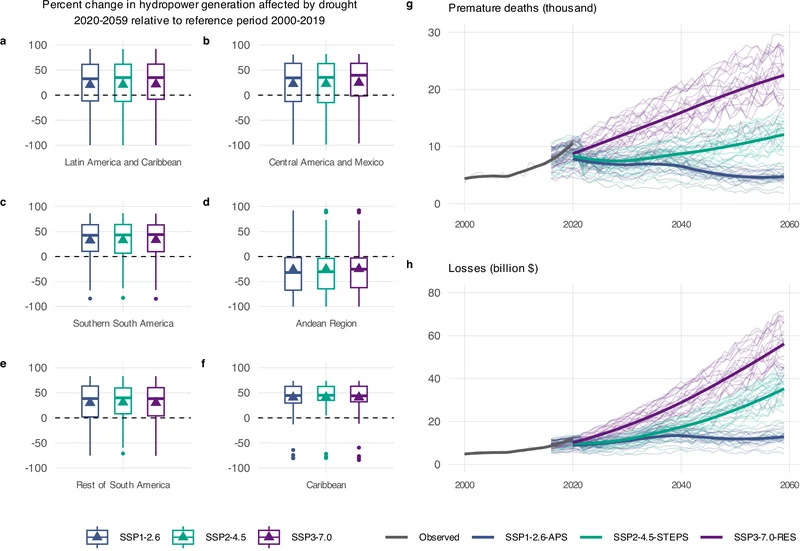 Percent change in hydropower generation affected by drought
2020-2059 relative to reference period 2000-2019
a
100
50
0
-50
-100
Latin America and Caribbean
b
100
50
0
-50
-100
Central America and Mexico
c
100
50
0
-50
-100
Southern South America
d
100
50
0
-50
-100
Andean Region
e
100
50
0
-50
-100
Rest of South America
f
100
50
0
-50
-100
Caribbean
SSP1-2.6 SSP2-4.5 SSP3-7.0
g
Premature deaths (thousand)
30
20
10
0
2000 2020 2040 2060
h
Losses (billion $)
80
60
40
20
0
2000 2020 2040 2060
Observed SSP1-2.6-APS SSP2-4.5-STEPS SSP3-7.0-RES